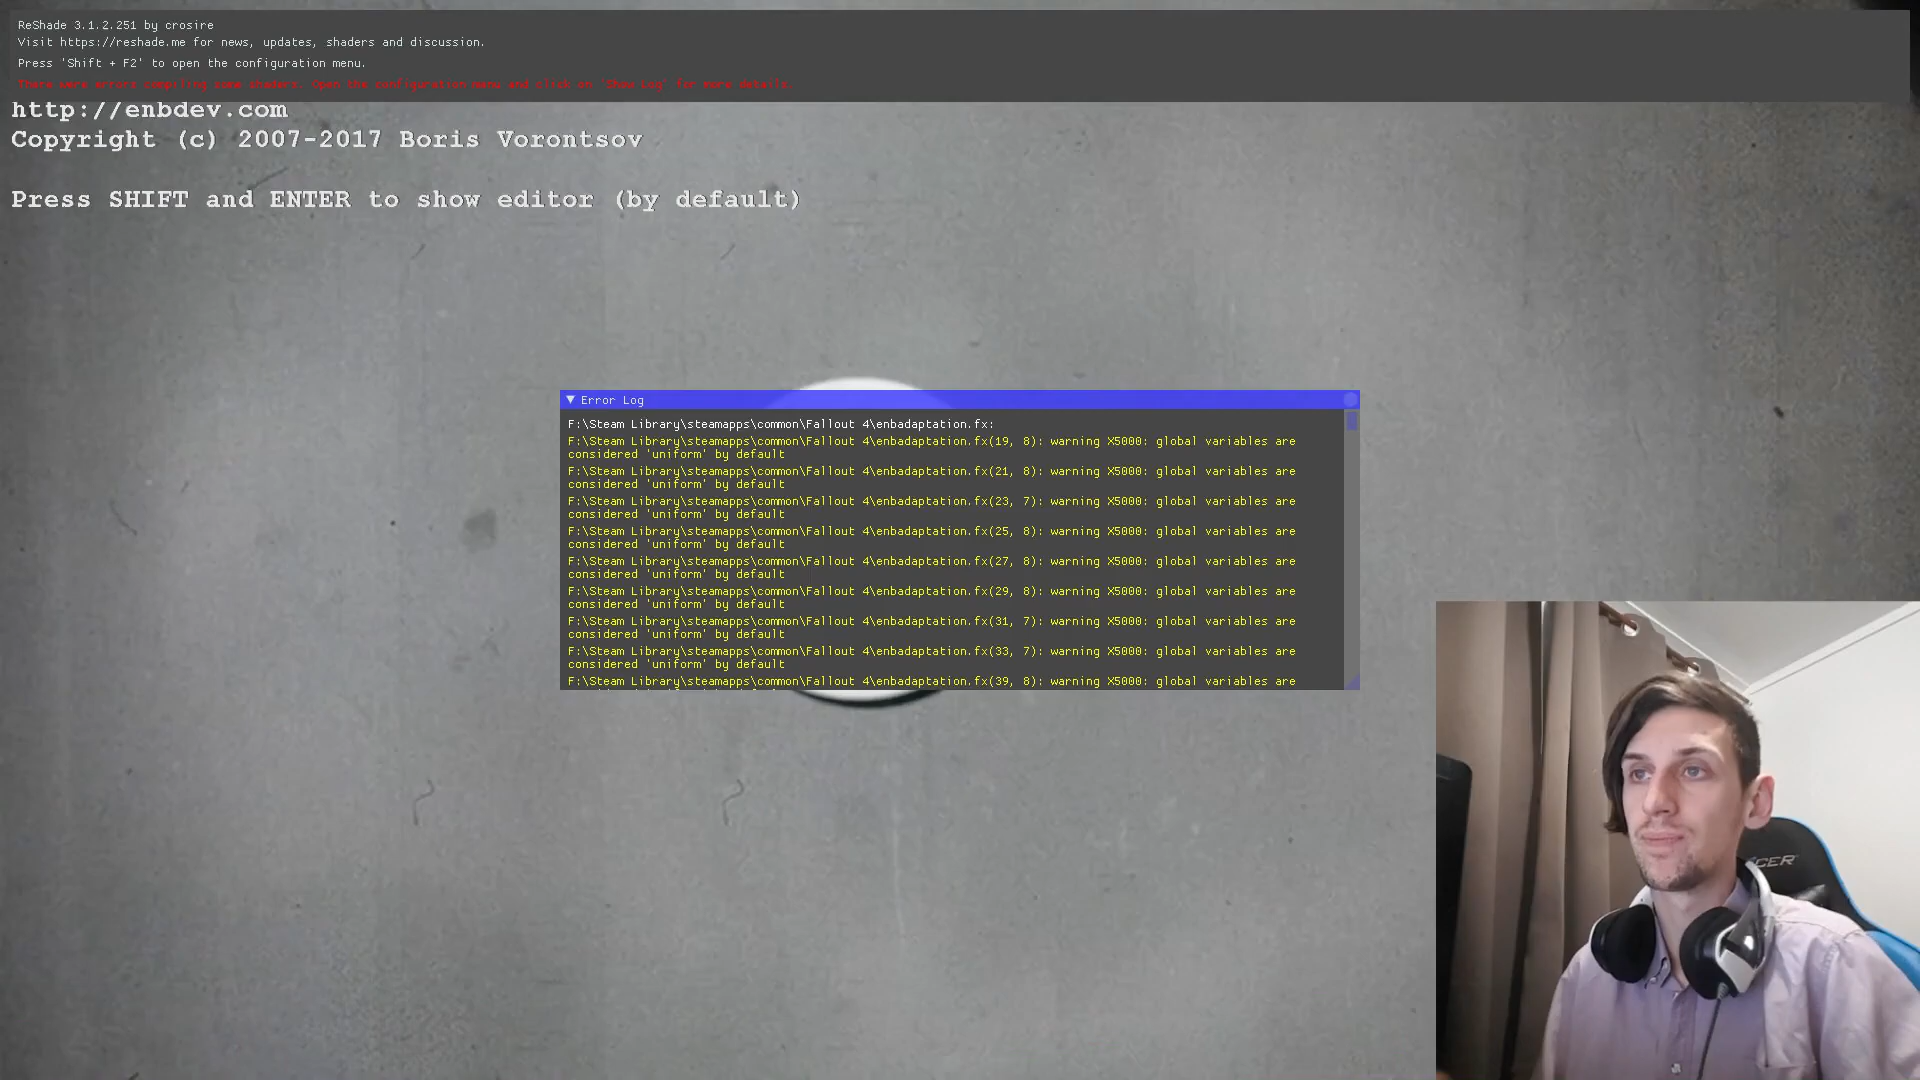 ReShade 3.1.2.251 by crosire
Visit https://reshade.me for news, updates, shaders and discussion.
Press 'Shift + F2' to open the configuration menu.
There were errors compiling some shaders. Open the configuration menu and click on 'Show Log' for more details.
http://enbdev.com
Copyright (c) 2007-2017 Boris Vorontsov
Press SHIFT and ENTER to show editor (by default)
Error Log
F:\Steam Library\steamapps\common\Fallout 4\enbadaptation.fx:
F:\Steam Library\steamapps\common\Fallout 4\enbadaptation.fx(19, 8): warning X5000: global variables are
considered 'uniform' by default
F:\Steam Library\steamapps\common\Fallout 4\enbadaptation.fx(21, 8): warning X5000: global variables are
considered 'uniform' by default
F:\Steam Library\steamapps\common\Fallout 4\enbadaptation.fx(23, 7): warning X5000: global variables are
considered 'uniform' by default
F:\Steam Library\steamapps\common\Fallout 4\enbadaptation.fx(25, 8): warning X5000: global variables are
considered 'uniform' by default
F:\Steam Library\steamapps\common\Fallout 4\enbadaptation.fx(27, 8): warning X5000: global variables are
considered 'uniform' by default
F:\Steam Library\steamapps\common\Fallout 4\enbadaptation.fx(29, 8): warning X5000: global variables are
considered 'uniform' by default
F:\Steam Library\steamapps\common\Fallout 4\enbadaptation.fx(31, 7): warning X5000: global variables are
considered 'uniform' by default
F:\Steam Library\steamapps\common\Fallout 4\enbadaptation.fx(33, 7): warning X5000: global variables are
considered 'uniform' by default
F:\Steam Library\steamapps\common\Fallout 4\enbadaptation.fx(39, 8): warning X5000: global variables are